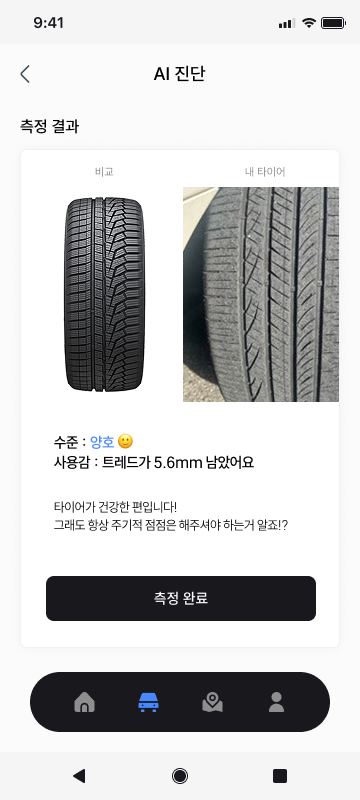 9:41
AI 진단
측정 결과
비교
내 타이어
수준 : 양호 🙂
사용감 : 트레드가 5.6mm 남았어요
타이어가 건강한 편입니다!
그래도 항상 주기적 점점은 해주셔야 하는거 알죠!?
측정 완료